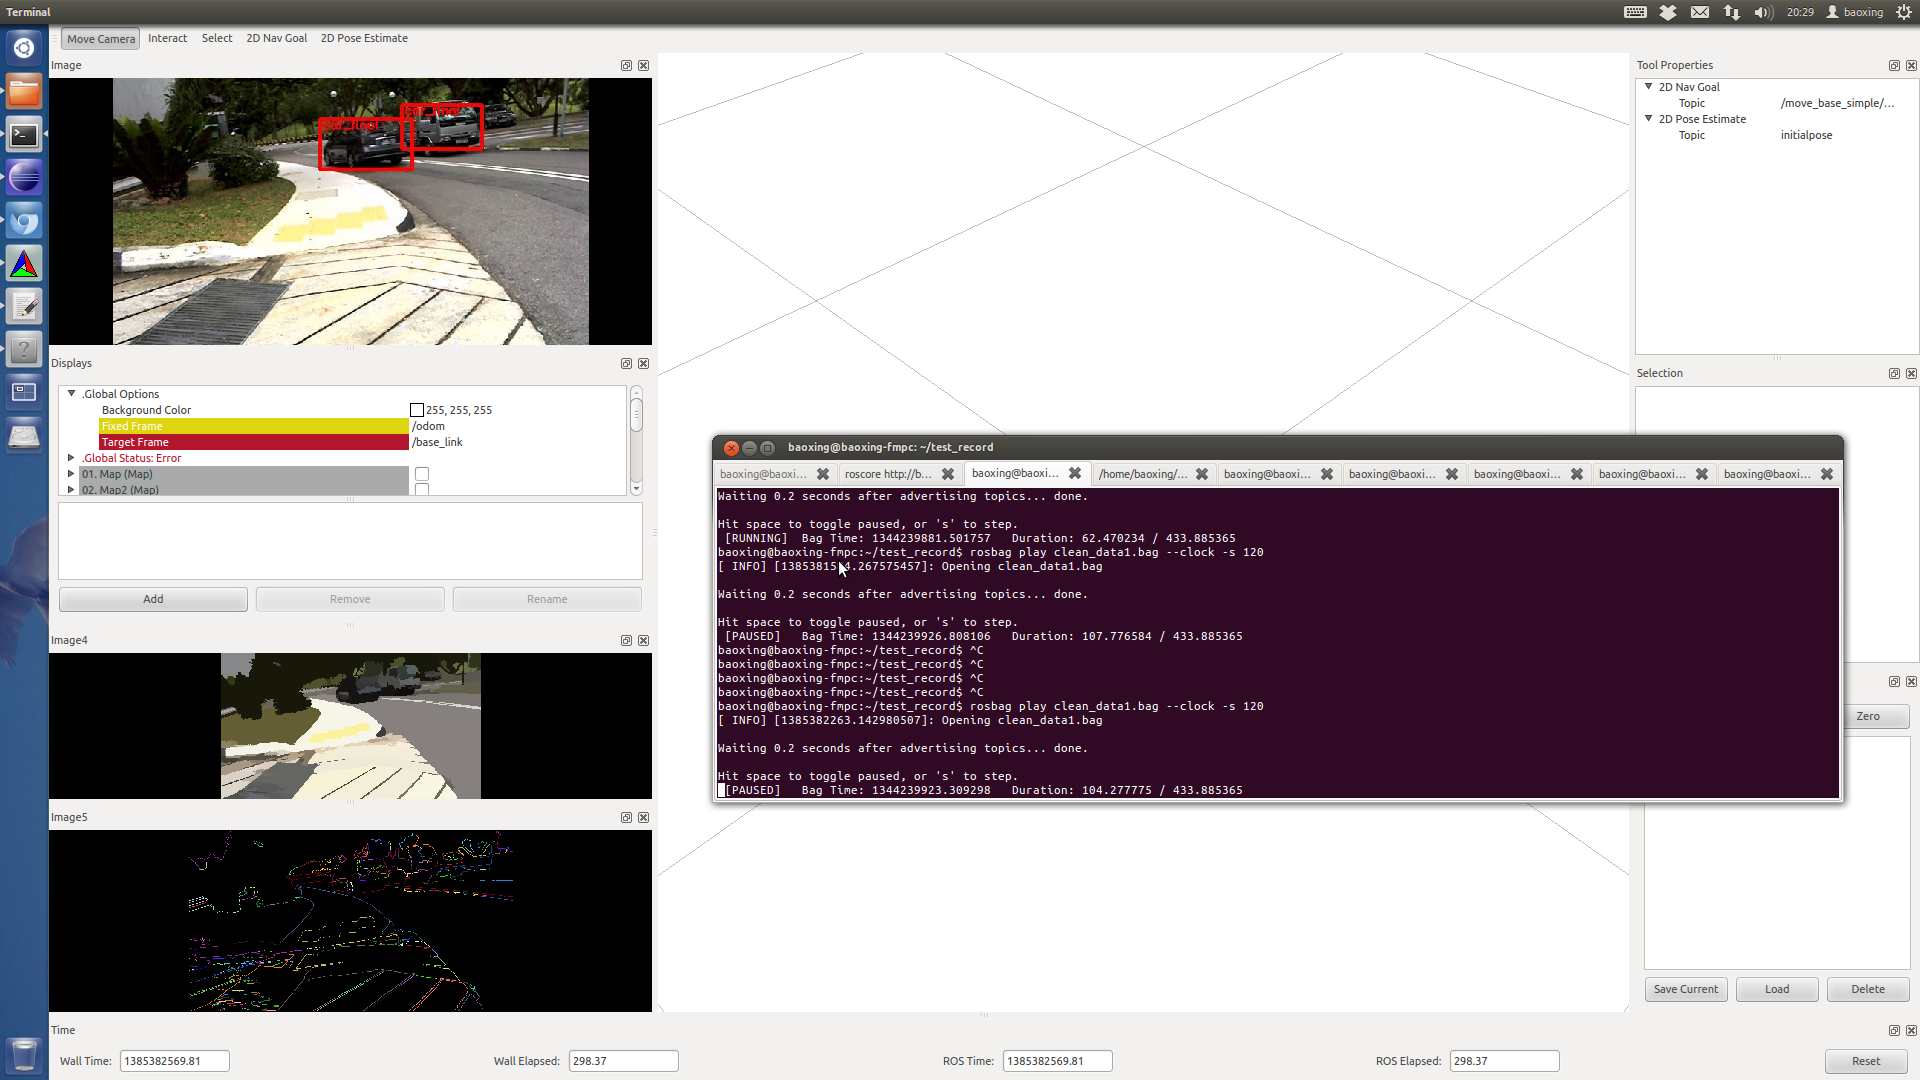 Terminal
20:29
baoxing
Move Camera
Interact
Select
2D Nav Goal
2D Pose Estimate
Image
Displays
.Global Options
Background Color
255, 255, 255
Fixed Frame
/odom
Target Frame
/base_link
.Global Status: Error
01. Map (Map)
02. Map2 (Map)
Add
Remove
Rename
Image4
Image5
baoxing@baoxing-fmpc: ~/test_record
baoxing@baoxi...
roscore http://b...
baoxing@baoxi...
/home/baoxing/...
baoxing@baoxi...
baoxing@baoxi...
baoxing@baoxi...
baoxing@baoxi...
baoxing@baoxi...
Waiting 0.2 seconds after advertising topics... done.
Hit space to toggle paused, or 's' to step.
[RUNNING]  Bag Time: 1344239881.501757   Duration: 62.470234 / 433.885365
baoxing@baoxing-fmpc:~/test_record$ rosbag play clean_data1.bag --clock -s 120
[ INFO] Opening clean_data1.bag
Waiting 0.2 seconds after advertising topics... done.
Hit space to toggle paused, or 's' to step.
[PAUSED]   Bag Time: 1344239926.808106   Duration: 107.776584 / 433.885365
baoxing@baoxing-fmpc:~/test_record$ ^C
baoxing@baoxing-fmpc:~/test_record$ ^C
baoxing@baoxing-fmpc:~/test_record$ ^C
baoxing@baoxing-fmpc:~/test_record$ ^C
baoxing@baoxing-fmpc:~/test_record$ rosbag play clean_data1.bag --clock -s 120
[ INFO] [1385382263.142980507]: Opening clean_data1.bag
Waiting 0.2 seconds after advertising topics... done.
Hit space to toggle paused, or 's' to step.
[PAUSED]   Bag Time: 1344239923.309298   Duration: 104.277775 / 433.885365
Tool Properties
2D Nav Goal
Topic
/move_base_simple/...
2D Pose Estimate
Topic
initialpose
Selection
Zero
Save Current
Load
Delete
Time
Wall Time:
1385382569.81
Wall Elapsed:
298.37
ROS Time:
1385382569.81
ROS Elapsed:
298.37
Reset